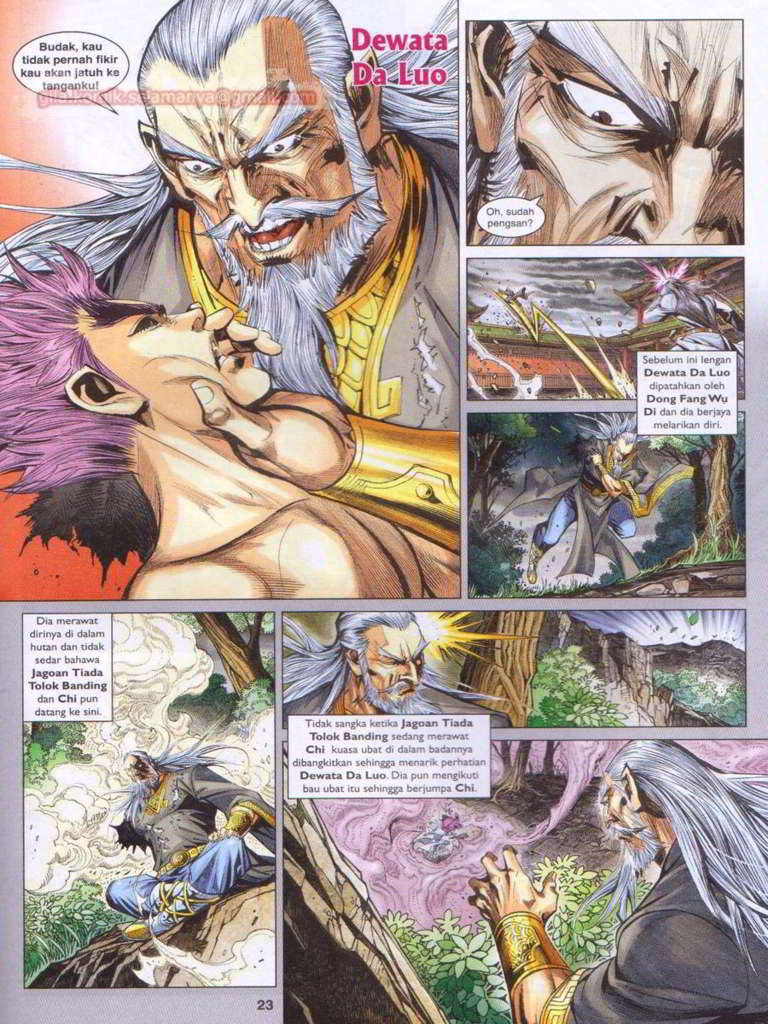 Budak, kau
tidak pernah fikir
kau akan jatuh ke
tanganku!
Dewata
Da Luo
Oh, sudah
pengsan?
Sebelum ini lengan
Dewata Da Luo
dipatahkan oleh
Dong Fang Wu
Di dan dia berjaya
melarikan diri.
Dia merawat
dirinya di dalam
hutan dan tidak
sedar bahawa
Jagoan Tiada
Tolok Banding
dan Chi pun
datang ke sini.
Tidak sangka ketika Jagoan Tiada
Tolok Banding sedang merawat
Chi kuasa ubat di dalam badannya
dibangkitkan sehingga menarik perhatian
Dewata Da Luo. Dia pun mengikuti
bau ubat itu sehingga berjumpa Chi.
23